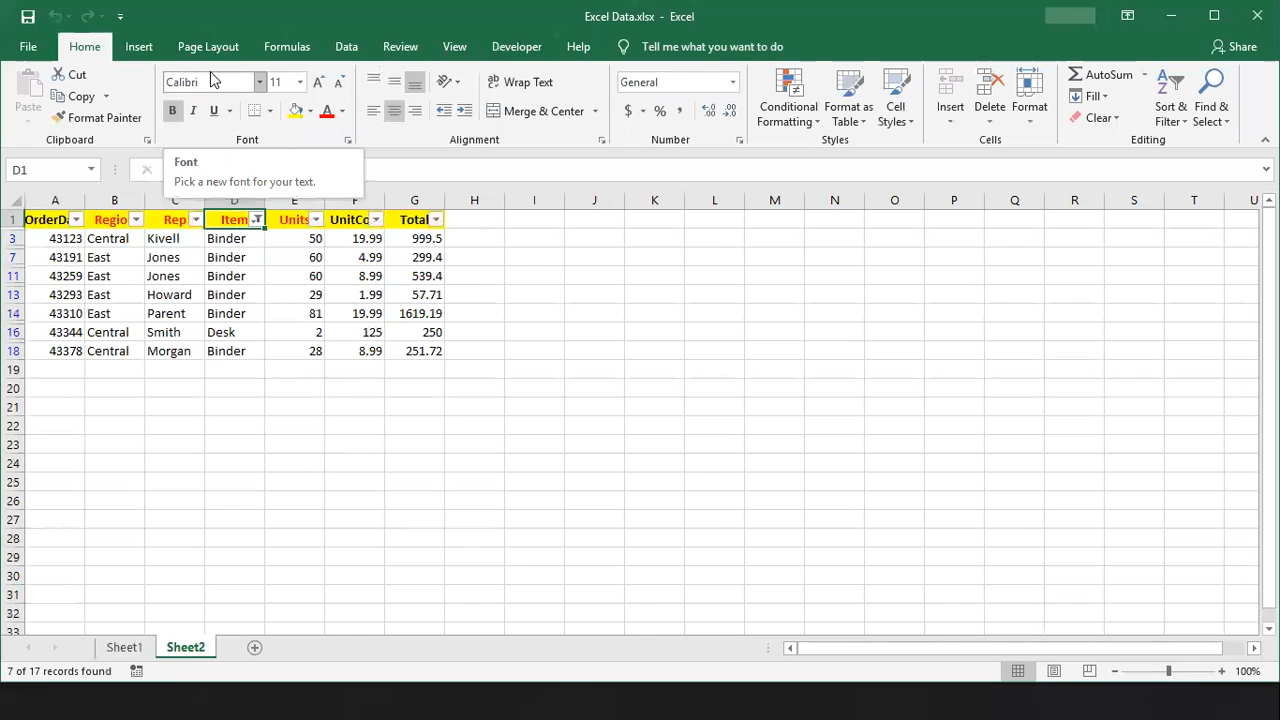 Excel Data.xlsx - Excel
File Home Insert Page Layout Formulas Data Review View Developer Help Tell me what you want to do Share
Paste Cut Copy Format Painter
Calibri 11
B I U
Wrap Text
Merge & Center
General
$ % ,
Conditional Formatting
Format as Table
Cell Styles
Insert Delete Format
AutoSum Fill Clear
Sort & Filter
Find & Select
Clipboard Font Alignment Number Styles Cells Editing
D1
Font
Pick a new font for your text.
A B C D E F G H I J K L M N O P Q R S T U
1 OrderDa Regio Rep Item Units UnitCo Total
3 43123 Central Kivell Binder 50 19.99 999.5
7 43191 East Jones Binder 60 4.99 299.4
11 43259 East Jones Binder 60 8.99 539.4
13 43293 East Howard Binder 29 1.99 57.71
14 43310 East Parent Binder 81 19.99 1619.19
16 43344 Central Smith Desk 2 125 250
18 43378 Central Morgan Binder 28 8.99 251.72
19
20
21
22
23
24
25
26
27
28
29
30
31
32
33
Sheet1 Sheet2
7 of 17 records found 100%